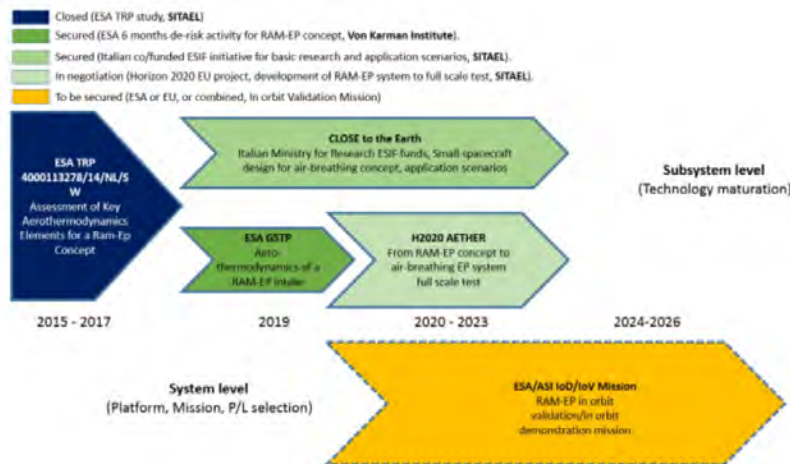 Closed (ESA TRP study, SITAEL)
Secured (ESA 6 months de-risk activity for RAM-EP concept, Von Karman Institute).
Secured (Italian co/funded ESIF initiative for basic research and application scenarios, SITAEL).
In negotiation (Horizon 2020 EU project, development of RAM-EP system to full scale test, SITAEL).
To be secured (ESA or EU, or combined, In orbit Validation Mission)
ESA TRP
4000113278/14/NL/S
W
Assessment of Key
Aerothermodynamics
Elements for a Ram-Ep
Concept
CLOSE to the Earth
Italian Ministry for Research ESIF funds, Small spacecraft
design for air-breathing concept, application scenarios
Subsystem level
(Technology maturation)
ESA GSTP
Aero-
thermodynamics of a
RAM-EP intake
H2020 AETHER
From RAM-EP concept to
air-breathing EP system
full scale test
2015 - 2017
2019
2020 - 2023
2024-2026
System level
(Platform, Mission, P/L selection)
ESA/ASI IoD/IoV Mission
RAM-EP in orbit
validation/in orbit
demonstration mission